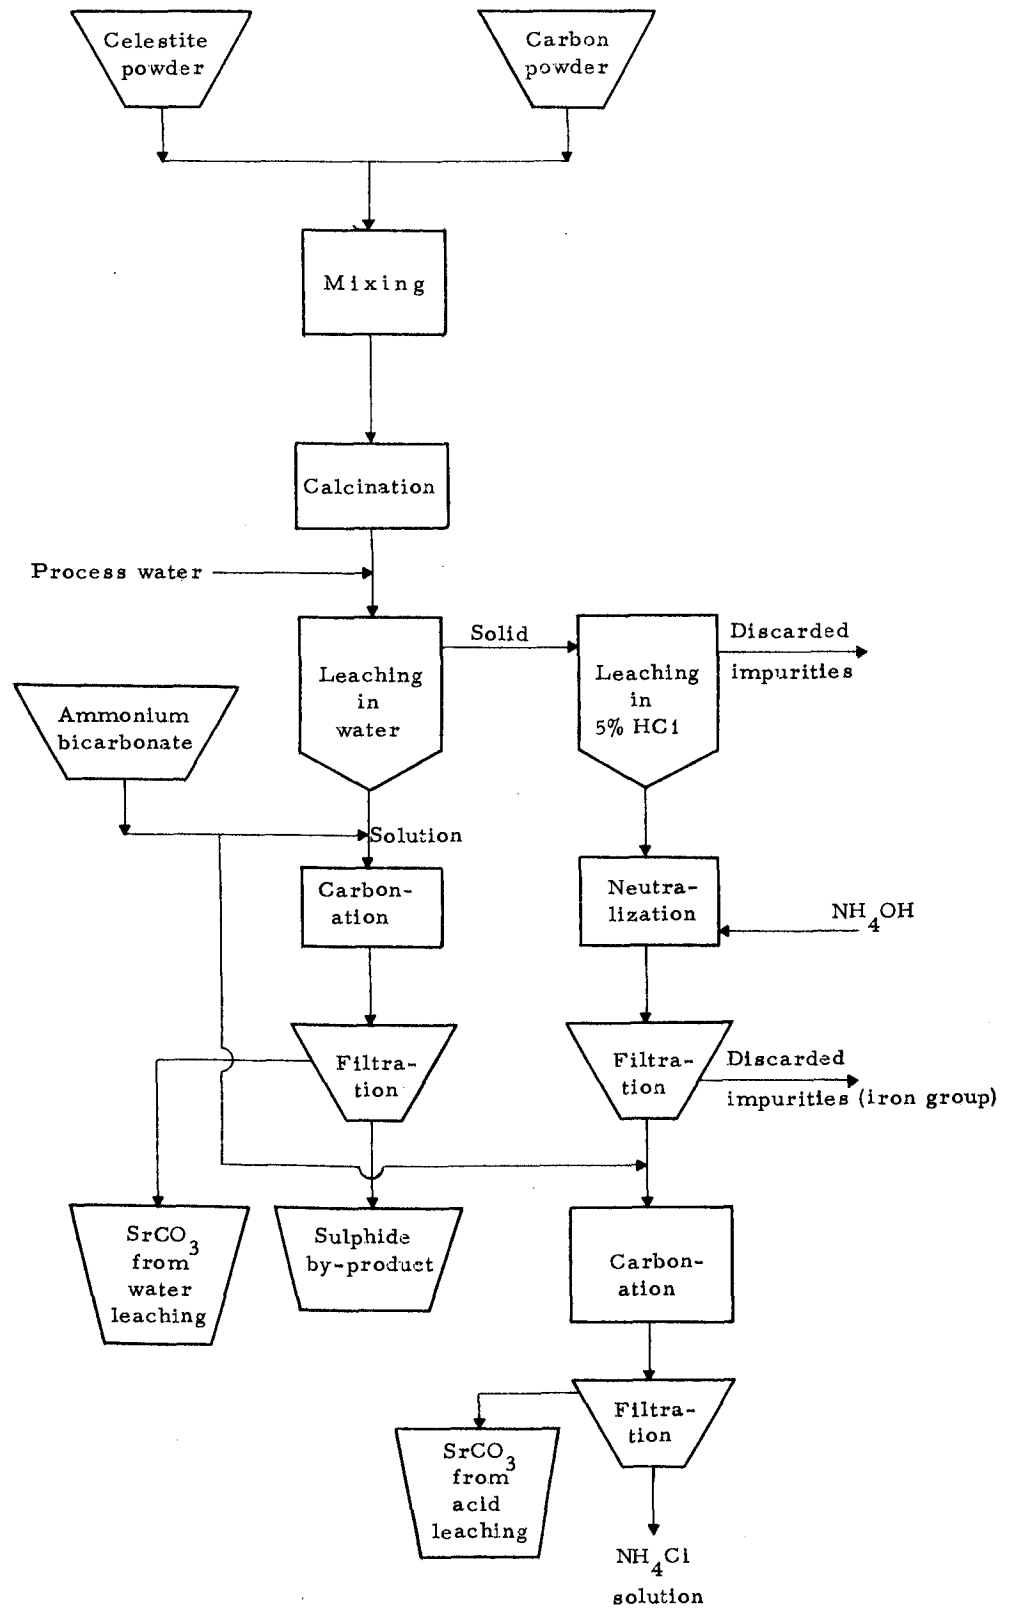 Celestite
powder
Carbon
powder
Mixing
Calcination
Process water
Solid
Discarded
impurities
Leaching
in
water
Leaching
in
5% HCl
Ammonium
bicarbonate
Solution
Carbon-
ation
Neutra-
lization
NH4OH
Filtra-
tion
Filtra-
tion
Discarded
impurities (iron group)
SrCO3
from
water
leaching
Sulphide
by-product
Carbon-
ation
Filtra-
tion
SrCO3
from
acid
leaching
NH4Cl
solution